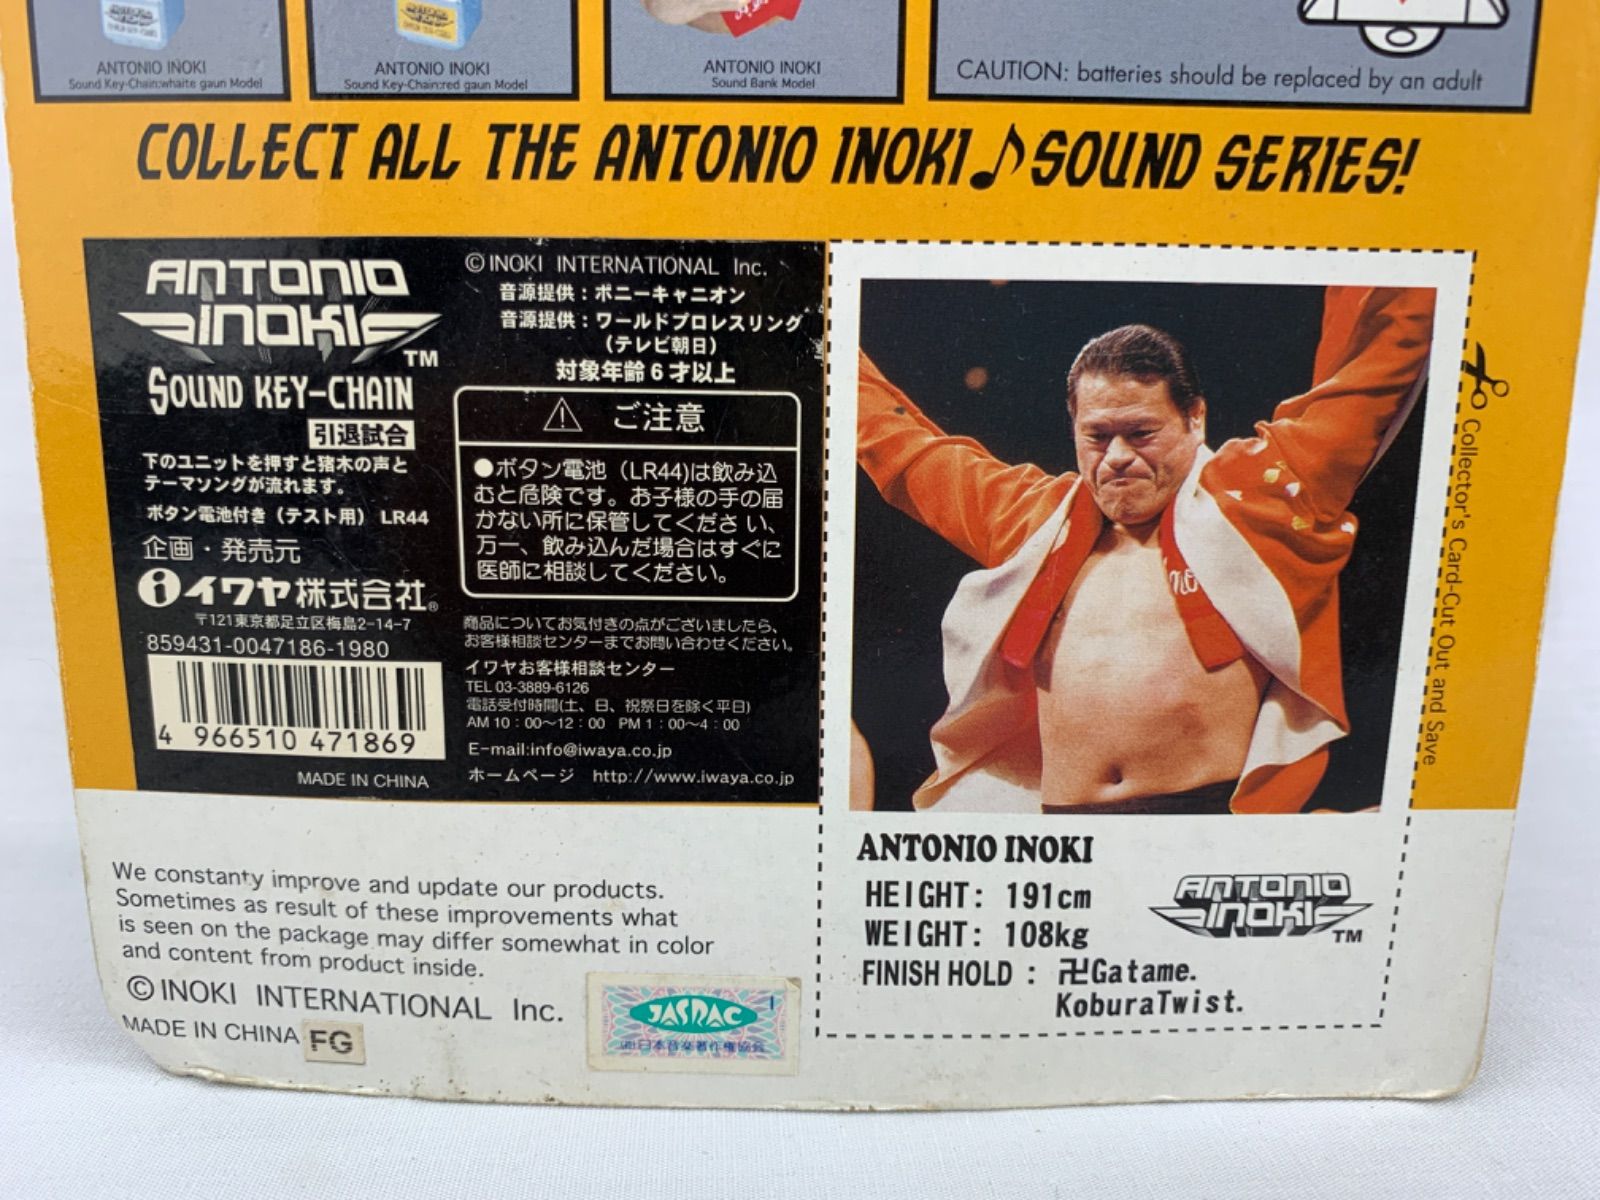 ANTONIO INOKI
Sound Key-Chain:whaite gaun Model
ANTONIO INOKI
Sound Key-Chain:red gaun Model
ANTONIO INOKI
Sound Bank Model
CAUTION: batteries should be replaced by an adult
COLLECT ALL THE ANTONIO INOKI♪SOUND SERIES!
ANTONIO
INOKI
TM
SOUND KEY-CHAIN
引退試合
下のユニットを押すと猪木の声と
テーマソングが流れます。
ボタン電池付き（テスト用） LR44
企画・発売元
イワヤ株式会社®
〒121東京都足立区梅島2-14-7
859431-0047186-1980
4 966510 471869
MADE IN CHINA
©INOKI INTERNATIONAL Inc.
音源提供：ポニーキャニオン
音源提供：ワールドプロレスリング
（テレビ朝日）
対象年齢6才以上
⚠ ご注意
●ボタン電池（LR44)は飲み込
むと危険です。お子様の手の届
かない所に保管してください、
万一、飲み込んだ場合はすぐに
医師に相談してください。
商品についてお気付きの点がございましたら、
お客様相談センターまでお問い合わせください。
イワヤお客様相談センター
TEL 03-3889-6126
電話受付時間(土、日、祝祭日を除く平日)
AM 10：00〜12：00 PM 1：00〜4：00
E-mail:info@iwaya.co.jp
ホームページ http://www.iwaya.co.jp
Collector's Card-Cut Out and Save
ANTONIO INOKI
HEIGHT: 191cm
WEIGHT: 108kg
FINISH HOLD : 卍Gatame.
KoburaTwist.
ANTONIO
INOKI
TM
We constanty improve and update our products.
Sometimes as result of these improvements what
is seen on the package may differ somewhat in color
and content from product inside.
©INOKI INTERNATIONAL Inc.
MADE IN CHINA FG
JASRAC
(社)日本音楽著作権協会